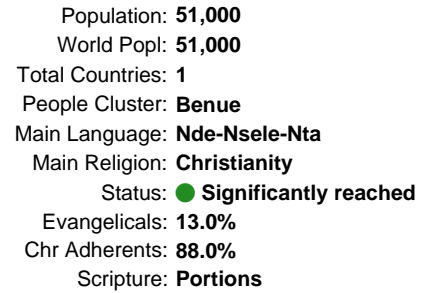 Population: 51,000
World Popl: 51,000
Total Countries: 1
People Cluster: Benue
Main Language: Nde-Nsele-Nta
Main Religion: Christianity
Status: Significantly reached
Evangelicals: 13.0%
Chr Adherents: 88.0%
Scripture: Portions